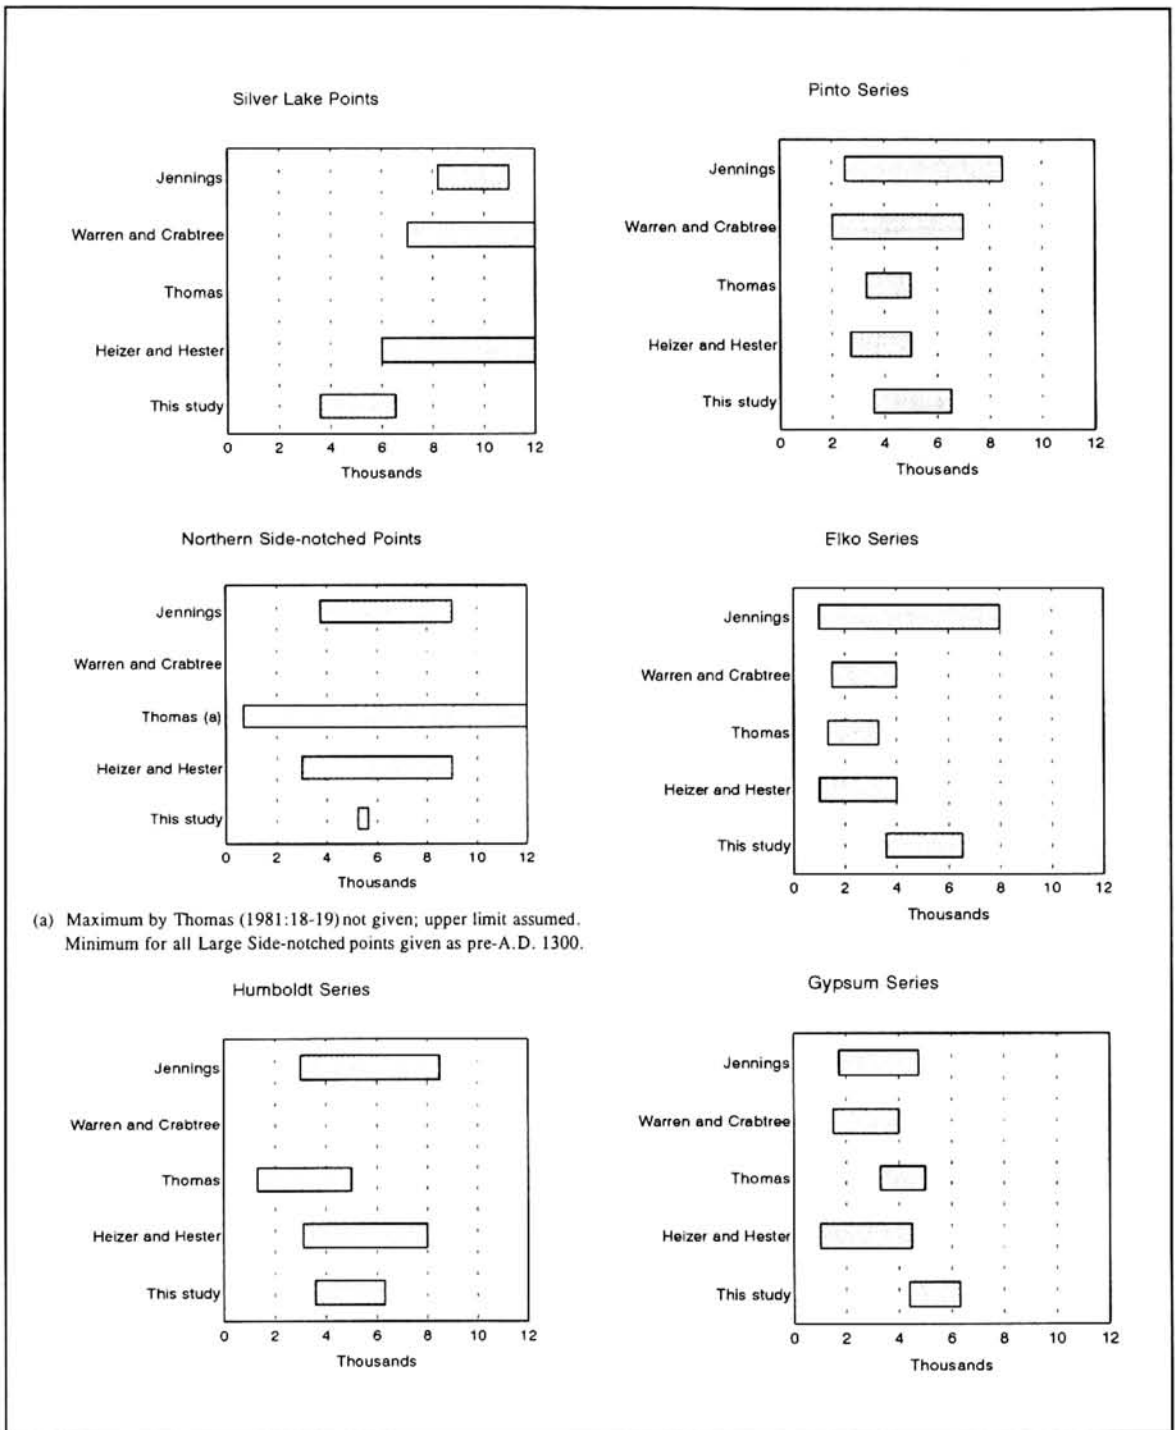 Silver Lake Points
Jennings
Warren and Crabtree
Thomas
Heizer and Hester
This study
0 2 4 6 8 10 12
Thousands
Pinto Series
Jennings
Warren and Crabtree
Thomas
Heizer and Hester
This study
0 2 4 6 8 10 12
Thousands
Northern Side-notched Points
Jennings
Warren and Crabtree
Thomas (a)
Heizer and Hester
This study
0 2 4 6 8 10 12
Thousands
(a) Maximum by Thomas (1981:18-19) not given; upper limit assumed.
Minimum for all Large Side-notched points given as pre-A.D. 1300.
Elko Series
Jennings
Warren and Crabtree
Thomas
Heizer and Hester
This study
0 2 4 6 8 10 12
Thousands
Humboldt Series
Jennings
Warren and Crabtree
Thomas
Heizer and Hester
This study
0 2 4 6 8 10 12
Thousands
Gypsum Series
Jennings
Warren and Crabtree
Thomas
Heizer and Hester
This study
0 2 4 6 8 10 12
Thousands